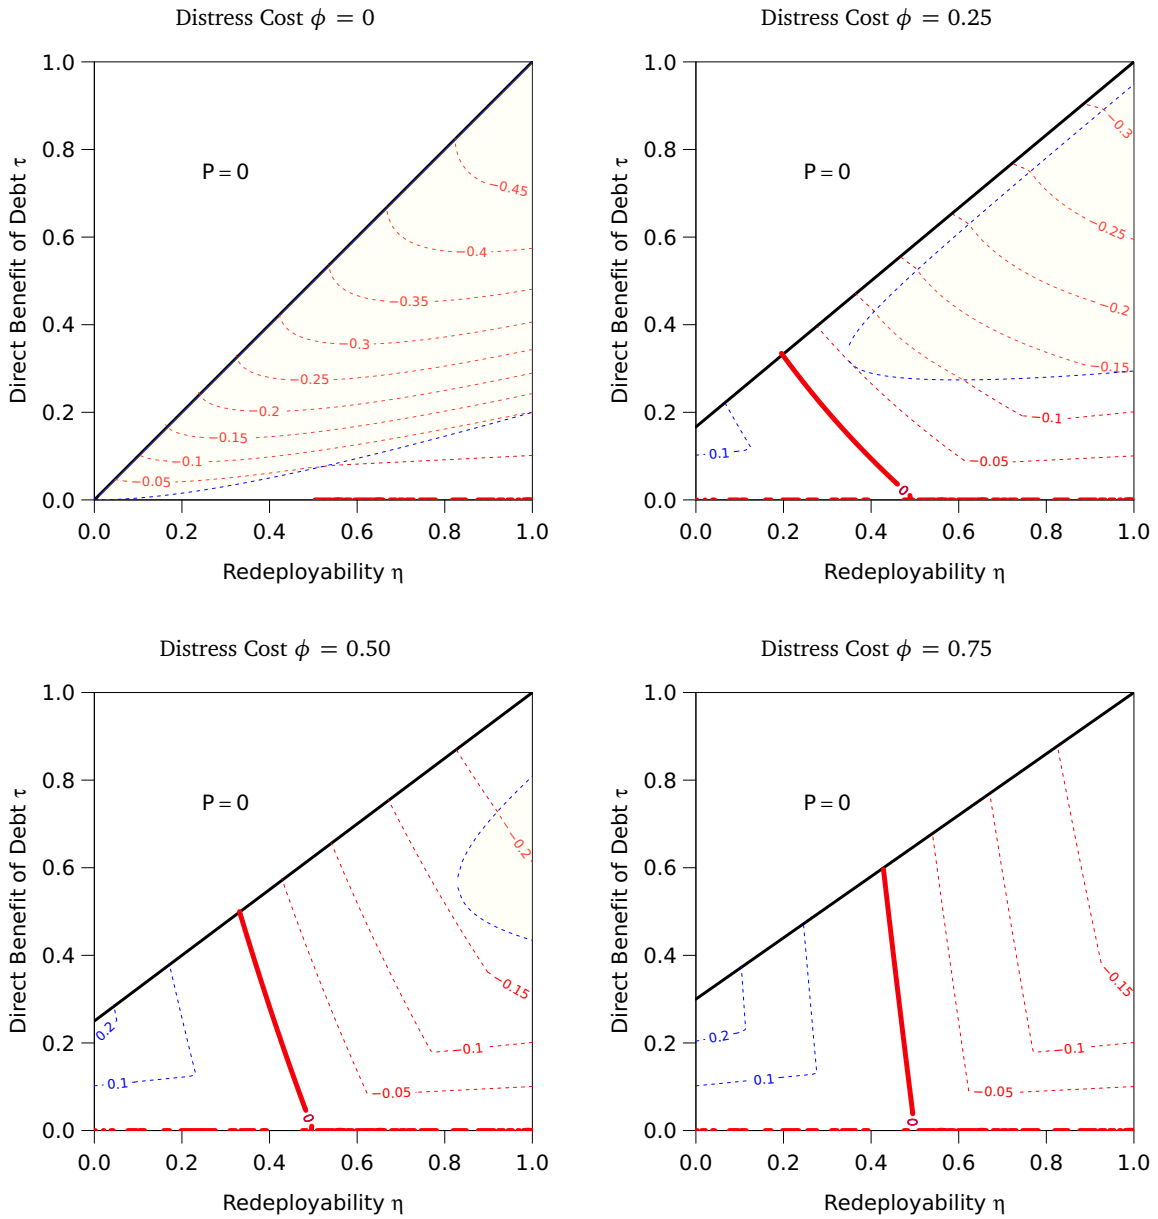 Distress Cost ϕ = 0
1.0
0.8
0.6
0.4
0.2
0.0
Direct Benefit of Debt τ
P = 0
−0.45
−0.4
−0.35
−0.3
−0.25
−0.2
−0.15
−0.1
−0.05
0.0 0.2 0.4 0.6 0.8 1.0
Redeployability η
Distress Cost ϕ = 0.25
1.0
0.8
0.6
0.4
0.2
0.0
Direct Benefit of Debt τ
P = 0
−0.3
−0.25
−0.2
−0.15
−0.1
−0.05
0.1
0
0.0 0.2 0.4 0.6 0.8 1.0
Redeployability η
Distress Cost ϕ = 0.50
1.0
0.8
0.6
0.4
0.2
0.0
Direct Benefit of Debt τ
P = 0
−0.2
−0.15
−0.1
−0.05
0.2
0.1
0
0.0 0.2 0.4 0.6 0.8 1.0
Redeployability η
Distress Cost ϕ = 0.75
1.0
0.8
0.6
0.4
0.2
0.0
Direct Benefit of Debt τ
P = 0
−0.15
−0.1
−0.05
0.2
0.1
0
0.0 0.2 0.4 0.6 0.8 1.0
Redeployability η